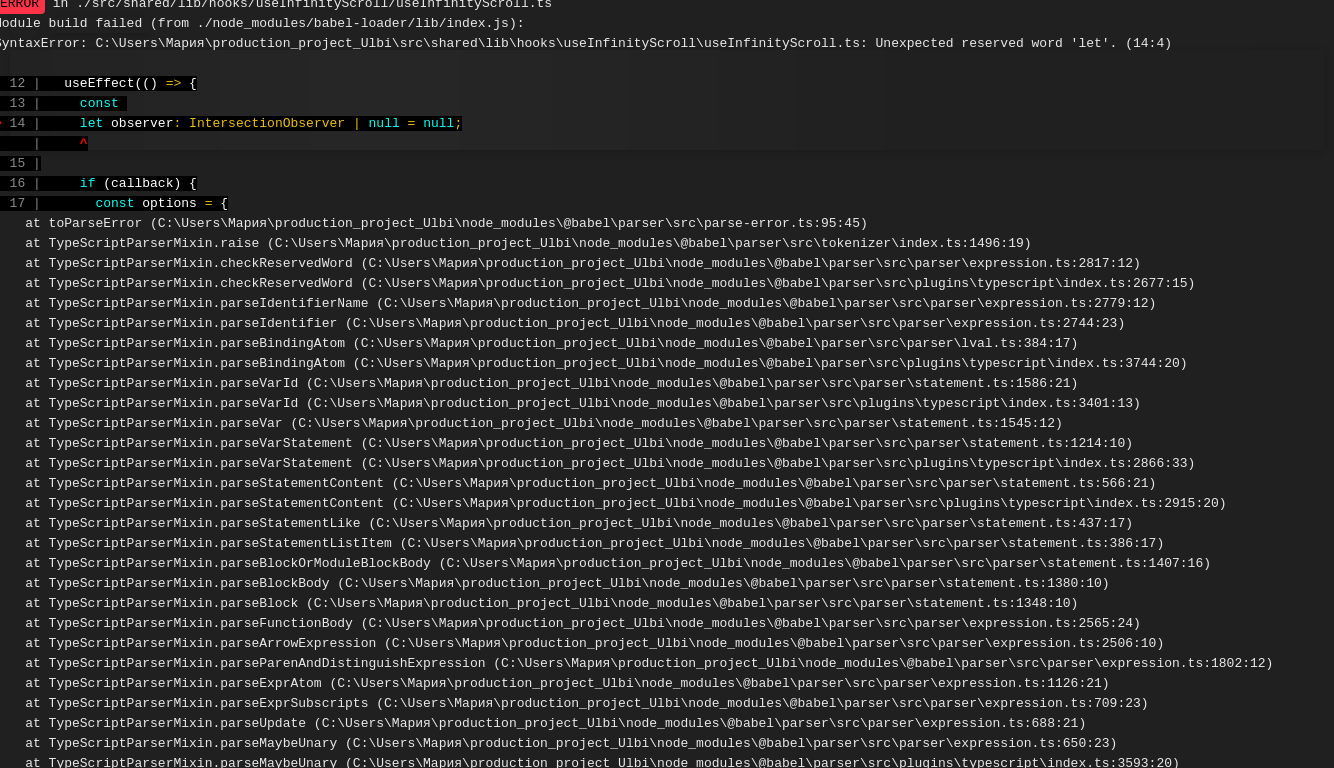 ERROR in ./src/shared/lib/hooks/useInfinityScroll/useInfinityScroll.ts
Module build failed (from ./node_modules/babel-loader/lib/index.js):
SyntaxError: C:\Users\Мария\production_project_Ulbi\src\shared\lib\hooks\useInfinityScroll\useInfinityScroll.ts: Unexpected reserved word 'let'. (14:4)
12 |   useEffect(() => {
13 |     const
> 14 |     let observer: IntersectionObserver | null = null;
|     ^
15 |
16 |     if (callback) {
17 |       const options = {
at toParseError (C:\Users\Мария\production_project_Ulbi\node_modules\@babel\parser\src\parse-error.ts:95:45)
at TypeScriptParserMixin.raise (C:\Users\Мария\production_project_Ulbi\node_modules\@babel\parser\src\tokenizer\index.ts:1496:19)
at TypeScriptParserMixin.checkReservedWord (C:\Users\Мария\production_project_Ulbi\node_modules\@babel\parser\src\parser\expression.ts:2817:12)
at TypeScriptParserMixin.checkReservedWord (C:\Users\Мария\production_project_Ulbi\node_modules\@babel\parser\src\plugins\typescript\index.ts:2677:15)
at TypeScriptParserMixin.parseIdentifierName (C:\Users\Мария\production_project_Ulbi\node_modules\@babel\parser\src\parser\expression.ts:2779:12)
at TypeScriptParserMixin.parseIdentifier (C:\Users\Мария\production_project_Ulbi\node_modules\@babel\parser\src\parser\expression.ts:2744:23)
at TypeScriptParserMixin.parseBindingAtom (C:\Users\Мария\production_project_Ulbi\node_modules\@babel\parser\src\parser\lval.ts:384:17)
at TypeScriptParserMixin.parseBindingAtom (C:\Users\Мария\production_project_Ulbi\node_modules\@babel\parser\src\plugins\typescript\index.ts:3744:20)
at TypeScriptParserMixin.parseVarId (C:\Users\Мария\production_project_Ulbi\node_modules\@babel\parser\src\parser\statement.ts:1586:21)
at TypeScriptParserMixin.parseVarId (C:\Users\Мария\production_project_Ulbi\node_modules\@babel\parser\src\plugins\typescript\index.ts:3401:13)
at TypeScriptParserMixin.parseVar (C:\Users\Мария\production_project_Ulbi\node_modules\@babel\parser\src\parser\statement.ts:1545:12)
at TypeScriptParserMixin.parseVarStatement (C:\Users\Мария\production_project_Ulbi\node_modules\@babel\parser\src\parser\statement.ts:1214:10)
at TypeScriptParserMixin.parseVarStatement (C:\Users\Мария\production_project_Ulbi\node_modules\@babel\parser\src\plugins\typescript\index.ts:2866:33)
at TypeScriptParserMixin.parseStatementContent (C:\Users\Мария\production_project_Ulbi\node_modules\@babel\parser\src\parser\statement.ts:566:21)
at TypeScriptParserMixin.parseStatementContent (C:\Users\Мария\production_project_Ulbi\node_modules\@babel\parser\src\plugins\typescript\index.ts:2915:20)
at TypeScriptParserMixin.parseStatementLike (C:\Users\Мария\production_project_Ulbi\node_modules\@babel\parser\src\parser\statement.ts:437:17)
at TypeScriptParserMixin.parseStatementListItem (C:\Users\Мария\production_project_Ulbi\node_modules\@babel\parser\src\parser\statement.ts:386:17)
at TypeScriptParserMixin.parseBlockOrModuleBlockBody (C:\Users\Мария\production_project_Ulbi\node_modules\@babel\parser\src\parser\statement.ts:1407:16)
at TypeScriptParserMixin.parseBlockBody (C:\Users\Мария\production_project_Ulbi\node_modules\@babel\parser\src\parser\statement.ts:1380:10)
at TypeScriptParserMixin.parseBlock (C:\Users\Мария\production_project_Ulbi\node_modules\@babel\parser\src\parser\statement.ts:1348:10)
at TypeScriptParserMixin.parseFunctionBody (C:\Users\Мария\production_project_Ulbi\node_modules\@babel\parser\src\parser\expression.ts:2565:24)
at TypeScriptParserMixin.parseArrowExpression (C:\Users\Мария\production_project_Ulbi\node_modules\@babel\parser\src\parser\expression.ts:2506:10)
at TypeScriptParserMixin.parseParenAndDistinguishExpression (C:\Users\Мария\production_project_Ulbi\node_modules\@babel\parser\src\parser\expression.ts:1802:12)
at TypeScriptParserMixin.parseExprAtom (C:\Users\Мария\production_project_Ulbi\node_modules\@babel\parser\src\parser\expression.ts:1126:21)
at TypeScriptParserMixin.parseExprSubscripts (C:\Users\Мария\production_project_Ulbi\node_modules\@babel\parser\src\parser\expression.ts:709:23)
at TypeScriptParserMixin.parseUpdate (C:\Users\Мария\production_project_Ulbi\node_modules\@babel\parser\src\parser\expression.ts:688:21)
at TypeScriptParserMixin.parseMaybeUnary (C:\Users\Мария\production_project_Ulbi\node_modules\@babel\parser\src\parser\expression.ts:650:23)
at TypeScriptParserMixin.parseMaybeUnary (C:\Users\Мария\production_project_Ulbi\node_modules\@babel\parser\src\plugins\typescript\index.ts:3593:20)